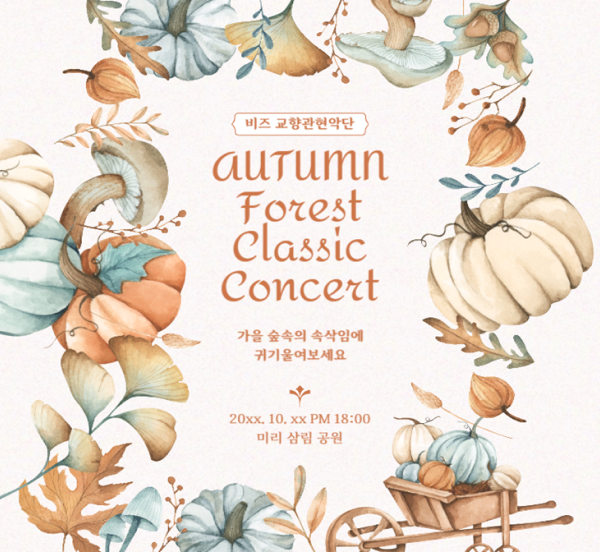 비즈 교향관현악단
AUTUMN
Forest
Classic
Concert
가을 숲속의 속삭임에
귀기울여보세요
20xx. 10. xx PM 18:00
미리 삼림 공원